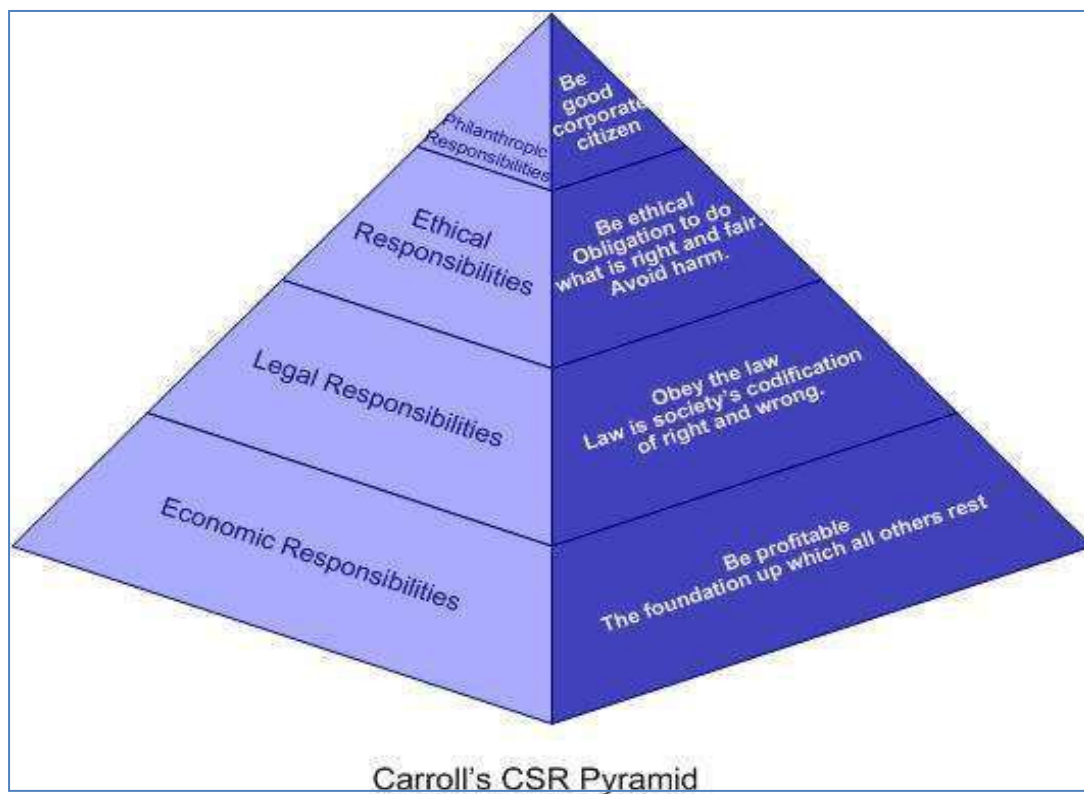 Philanthropic
Responsibilities
Be
good
corporate
citizen
Ethical
Responsibilities
Be ethical
Obligation to do
what is right and fair.
Avoid harm.
Legal Responsibilities
Obey the law
Law is society's codification
of right and wrong.
Economic Responsibilities
Be profitable
The foundation up which all others rest
Carroll's CSR Pyramid